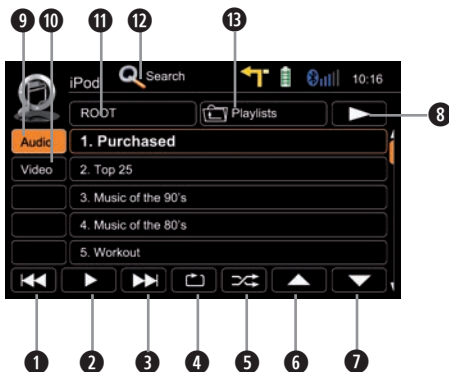 9 10 11 12 13
iPod Search 10:16
ROOT Playlists
8
Audio 1. Purchased
Video 2. Top 25
3. Music of the 90's
4. Music of the 80's
5. Workout
1 2 3 4 5 6 7